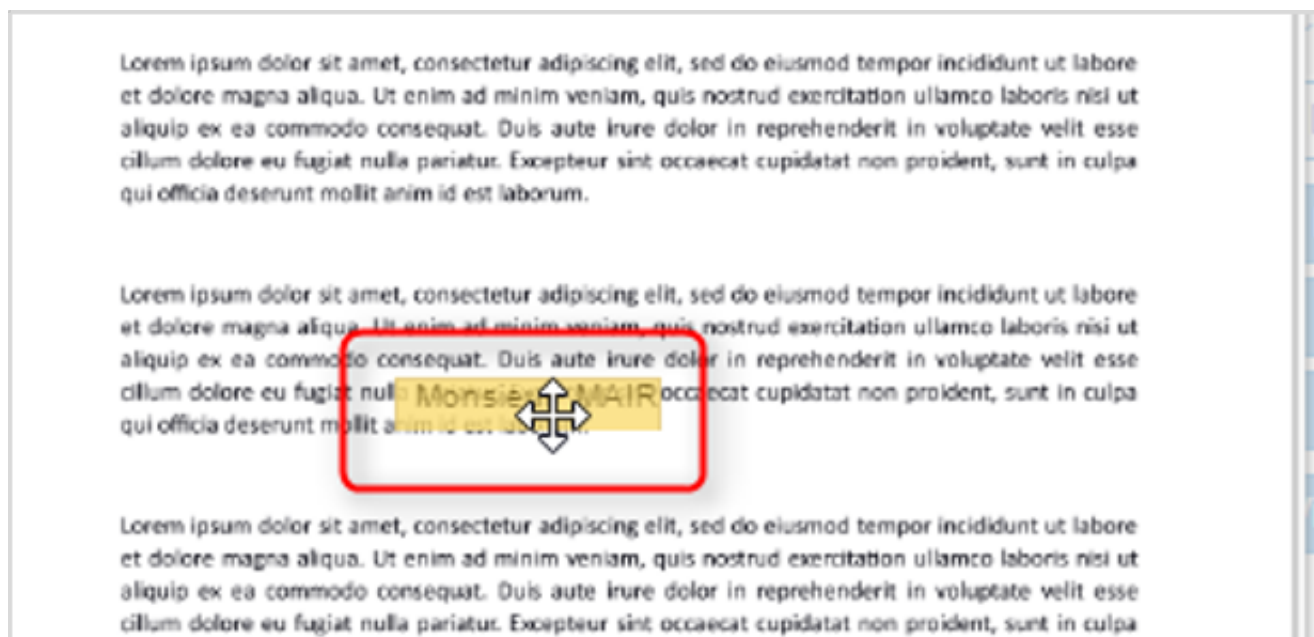 Lorem ipsum dolor sit amet, consectetur adipiscing elit, sed do eiusmod tempor incididunt ut labore
et dolore magna aliqua. Ut enim ad minim veniam, quis nostrud exercitation ullamco laboris nisi ut
aliquip ex ea commodo consequat. Duis aute irure dolor in reprehenderit in voluptate velit esse
cillum dolore eu fugiat nulla pariatur. Excepteur sint occaecat cupidatat non proident, sunt in culpa
qui officia deserunt mollit anim id est laborum.
Lorem ipsum dolor sit amet, consectetur adipiscing elit, sed do eiusmod tempor incididunt ut labore
et dolore magna aliqua. Ut enim ad minim veniam, quis nostrud exercitation ullamco laboris nisi ut
aliquip ex ea commodo consequat. Duis aute irure dolor in reprehenderit in voluptate velit esse
cillum dolore eu fugiat MAIR occaecat cupidatat non proident, sunt in culpa
qui officia deserunt mollit anim id est
Lorem ipsum dolor sit amet, consectetur adipiscing elit, sed do eiusmod tempor incididunt ut labore
et dolore magna aliqua. Ut enim ad minim veniam, quis nostrud exercitation ullamco laboris nisi ut
aliquip ex ea commodo consequat. Duis aute irure dolor in reprehenderit in voluptate velit esse
cillum dolore eu fugiat nulla pariatur. Excepteur sint occaecat cupidatat non proident, sunt in culpa